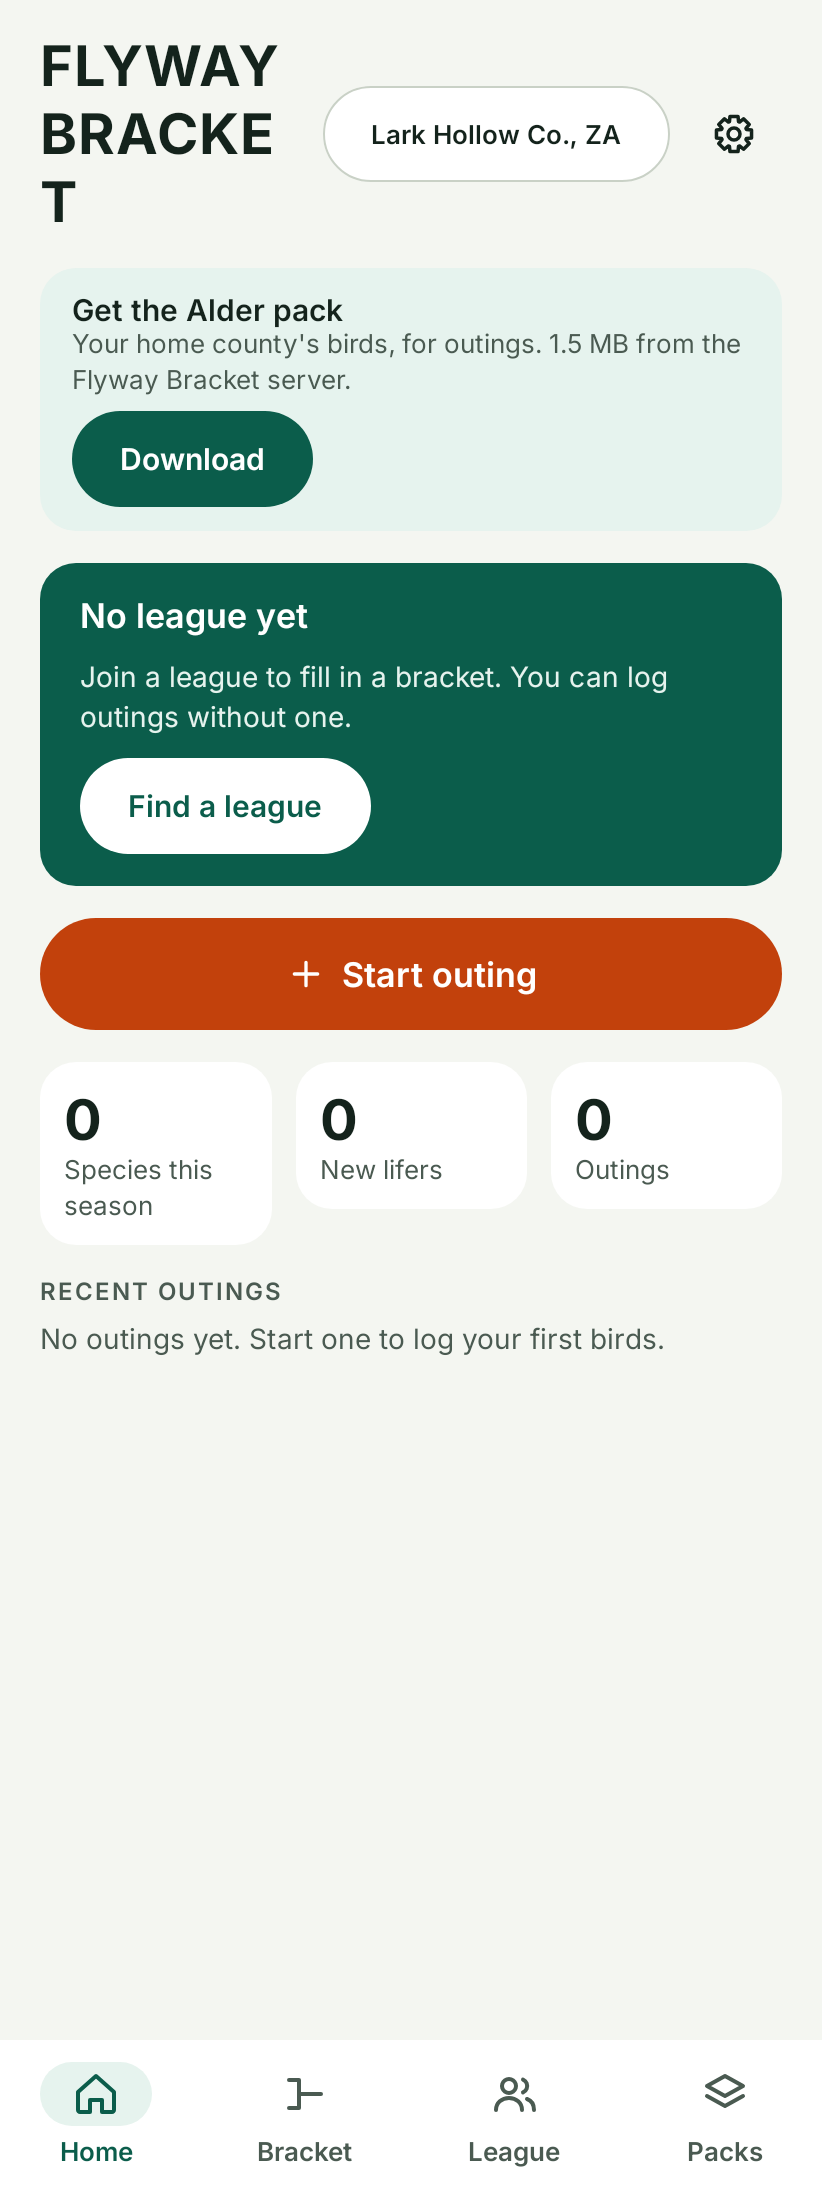 FLYWAY
BRACKE
T
Lark Hollow Co., ZA
Get the Alder pack
Your home county's birds, for outings. 1.5 MB from the
Flyway Bracket server.
Download
No league yet
Join a league to fill in a bracket. You can log
outings without one.
Find a league
+ Start outing
0
Species this
season
0
New lifers
0
Outings
RECENT OUTINGS
No outings yet. Start one to log your first birds.
Home
Bracket
League
Packs